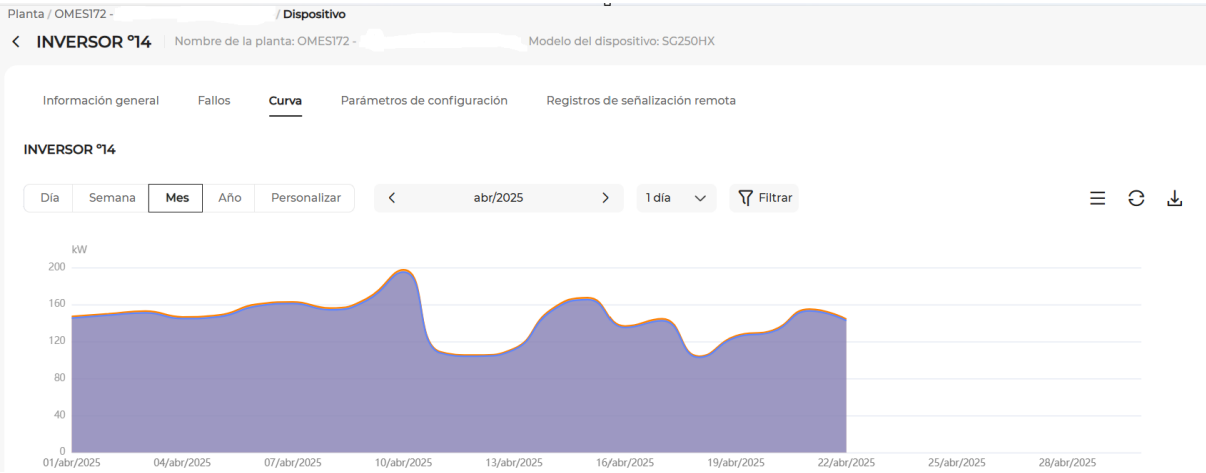 Planta / OMES172 - / Dispositivo
INVERSOR º14 Nombre de la planta: OMES172 - Modelo del dispositivo: SG250HX
Información general Fallos Curva Parámetros de configuración Registros de señalización remota
INVERSOR º14
Día Semana Mes Año Personalizar < abr/2025 > 1 día Filtrar
kW
200
160
120
80
40
0
01/abr/2025 04/abr/2025 07/abr/2025 10/abr/2025 13/abr/2025 16/abr/2025 19/abr/2025 22/abr/2025 25/abr/2025 28/abr/2025